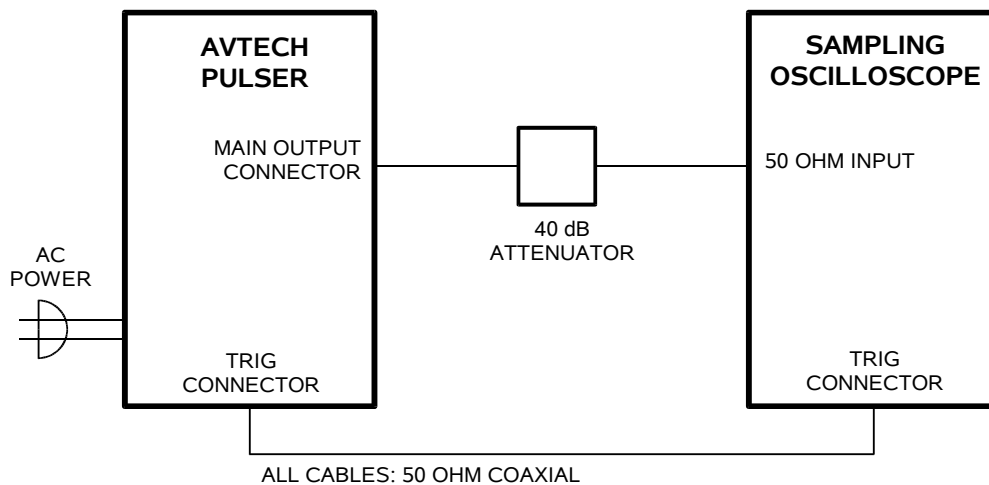 AVTECH
PULSER
SAMPLING
OSCILLOSCOPE
MAIN OUTPUT
CONNECTOR
50 OHM INPUT
40 dB
ATTENUATOR
AC
POWER
TRIG
CONNECTOR
TRIG
CONNECTOR
ALL CABLES: 50 OHM COAXIAL